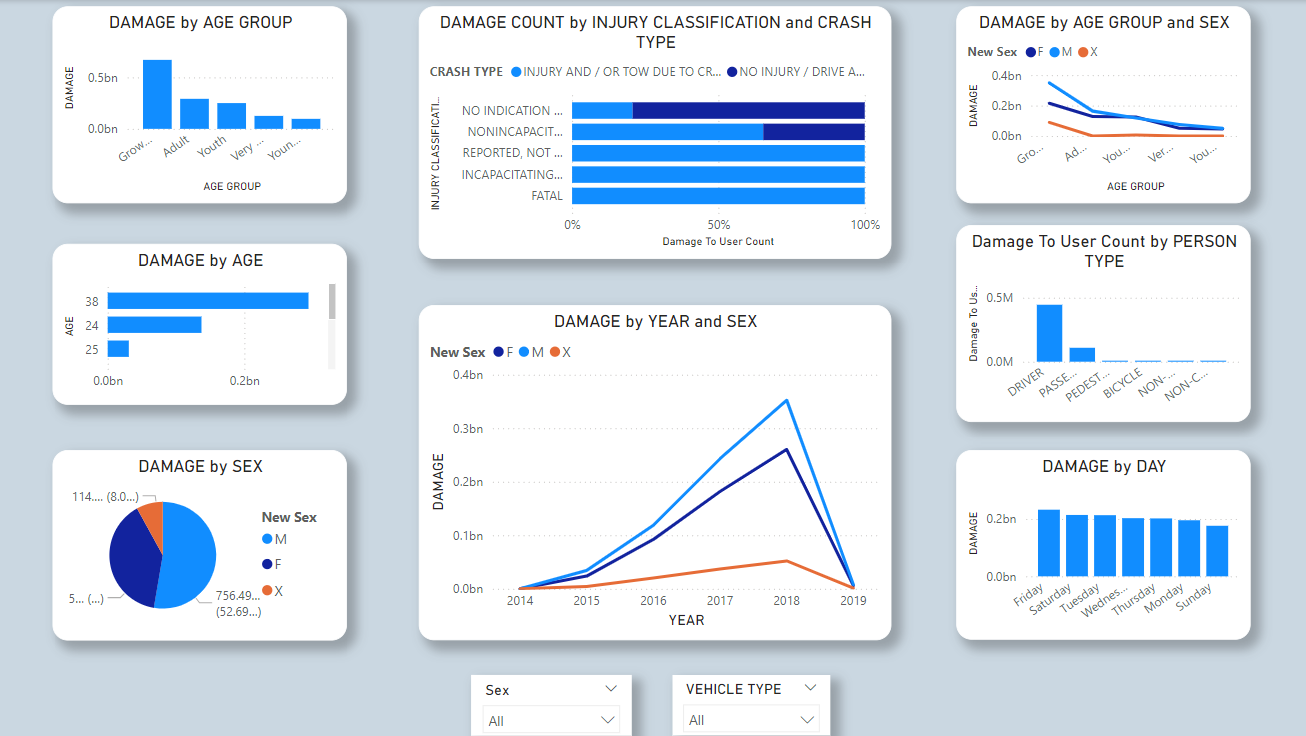 DAMAGE by AGE GROUP
DAMAGE
0.5bn
0.0bn
Grow...
Adult
Youth
Very ...
Youn...
AGE GROUP
DAMAGE by AGE
AGE
38
24
25
0.0bn
0.2bn
DAMAGE by SEX
114.... (8.0...)
5... (...)
756.49...
(52.69...)
New Sex
M
F
X
DAMAGE COUNT by INJURY CLASSIFICATION and CRASH
TYPE
CRASH TYPE
INJURY AND / OR TOW DUE TO CR...
NO INJURY / DRIVE A...
INJURY CLASSIFICATI...
NO INDICATION ...
NONINCAPACIT...
REPORTED, NOT ...
INCAPACITATING...
FATAL
0%
50%
100%
Damage To User Count
DAMAGE by YEAR and SEX
New Sex
F
M
X
DAMAGE
0.4bn
0.3bn
0.2bn
0.1bn
0.0bn
2014
2015
2016
2017
2018
2019
YEAR
DAMAGE by AGE GROUP and SEX
New Sex
F
M
X
DAMAGE
0.4bn
0.2bn
0.0bn
Gro...
Ad...
You...
Ver...
You...
AGE GROUP
Damage To User Count by PERSON
TYPE
Damage To Us...
0.5M
0.0M
DRIVER
PASSE...
PEDEST...
BICYCLE
NON-...
NON-C...
DAMAGE by DAY
DAMAGE
0.2bn
0.0bn
Friday
Saturday
Tuesday
Wednes...
Thursday
Monday
Sunday
Sex
All
VEHICLE TYPE
All